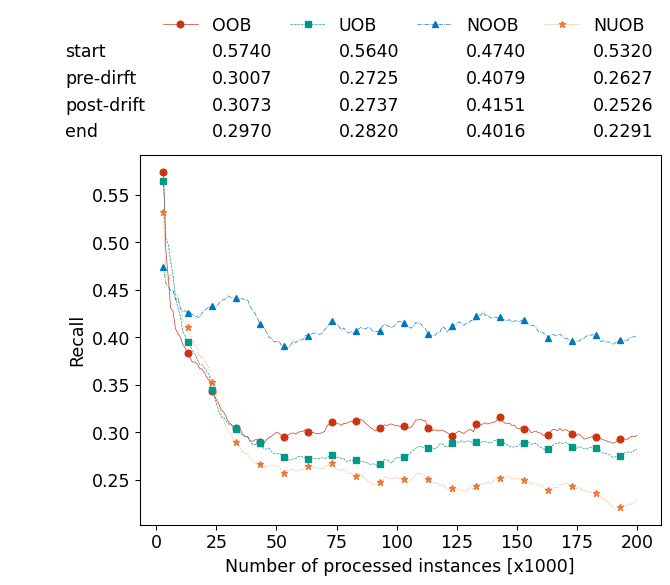 OOB UOB NOOB NUOB
start 0.5740 0.5640 0.4740 0.5320
pre-dirft 0.3007 0.2725 0.4079 0.2627
post-drift 0.3073 0.2737 0.4151 0.2526
end 0.2970 0.2820 0.4016 0.2291
0.55
0.50
0.45
0.40
0.35
0.30
0.25
Recall
0 25 50 75 100 125 150 175 200
Number of processed instances [x1000]